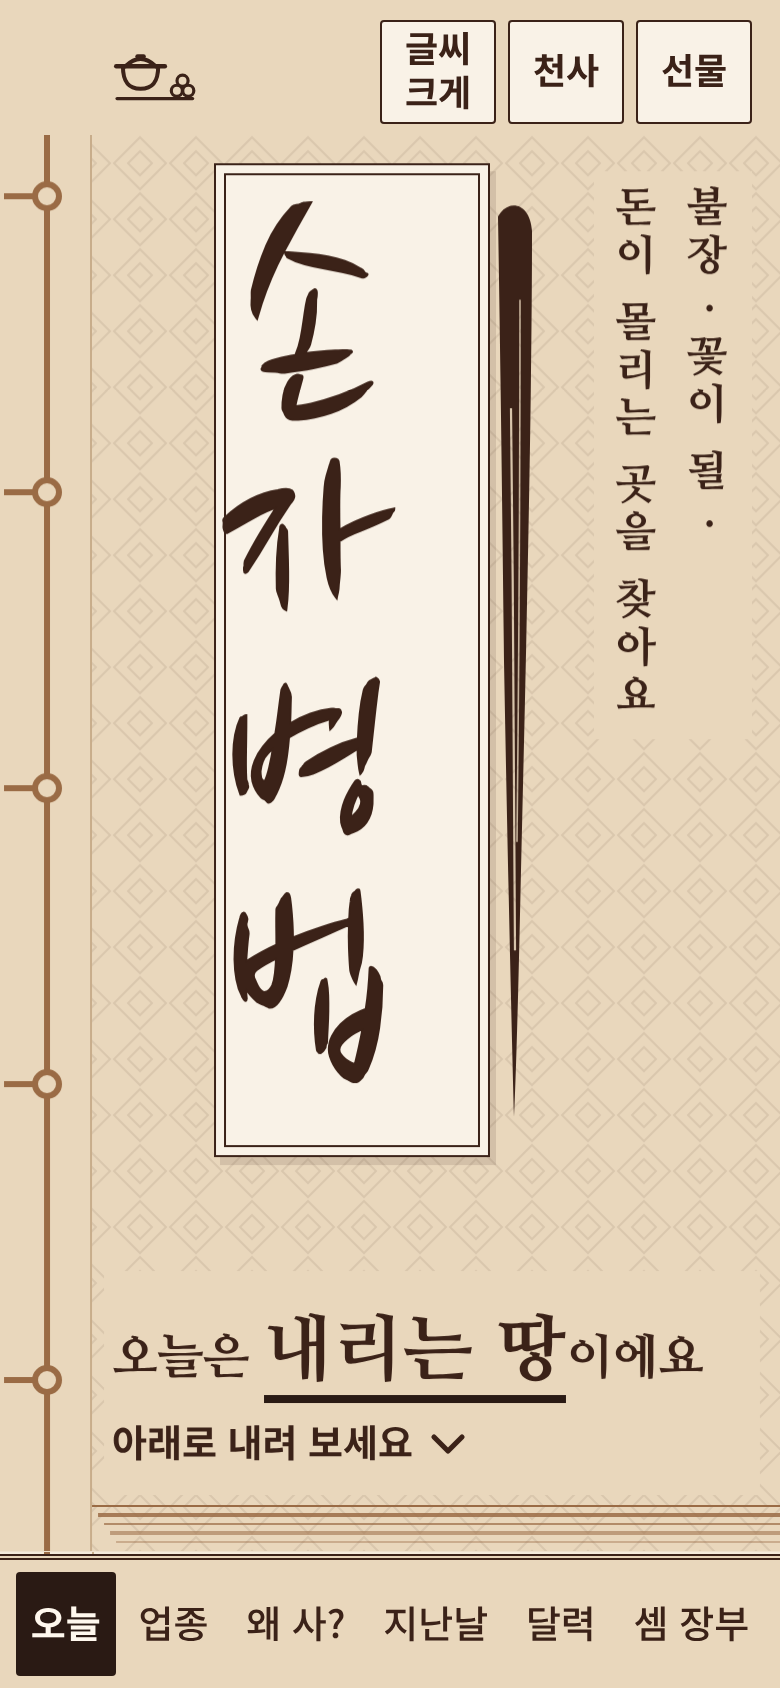 글씨
크게
천사
선물
손자병법
불장·꽃이 될·
돈이 몰리는 곳을 찾아요
오늘은 내리는 땅이에요
아래로 내려 보세요
오늘
업종
왜 사?
지난날
달력
셈 장부